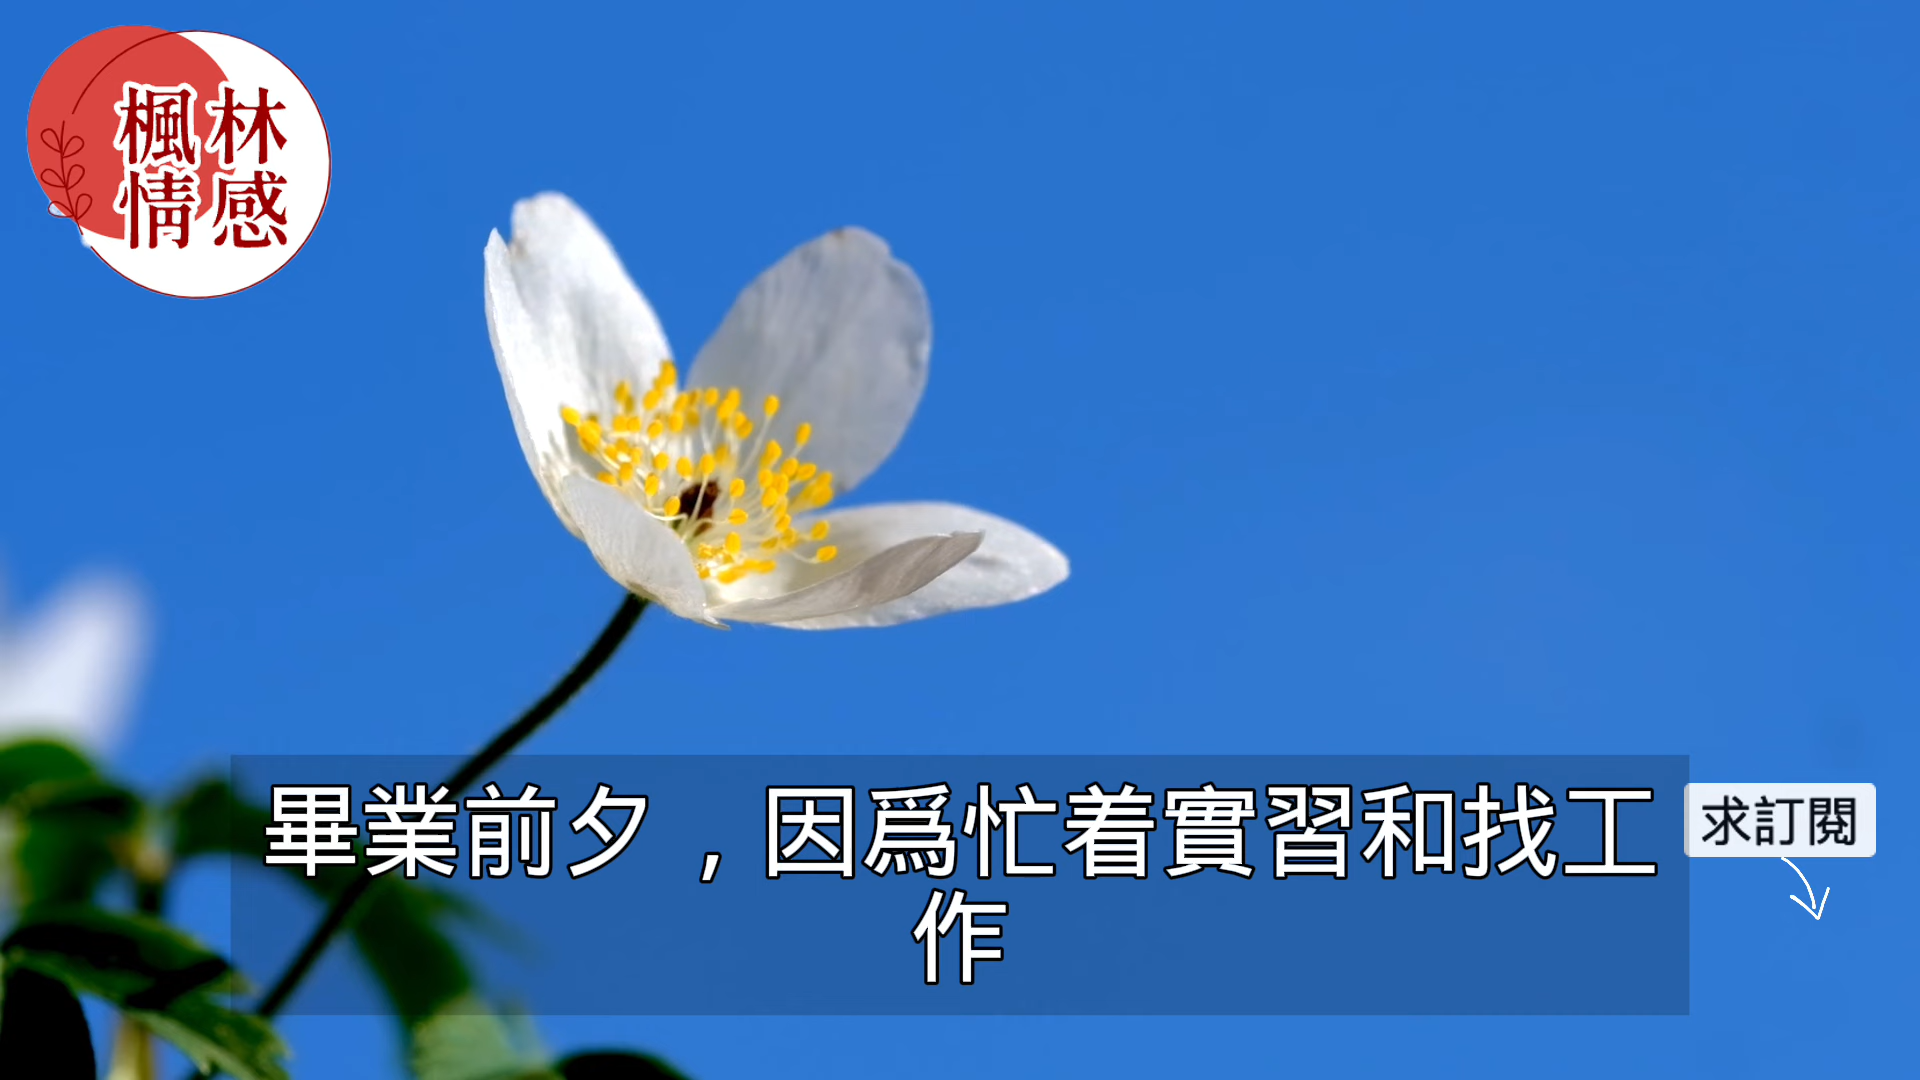 楓林
情感
畢業前夕，因爲忙着實習和找工
作
求訂閱